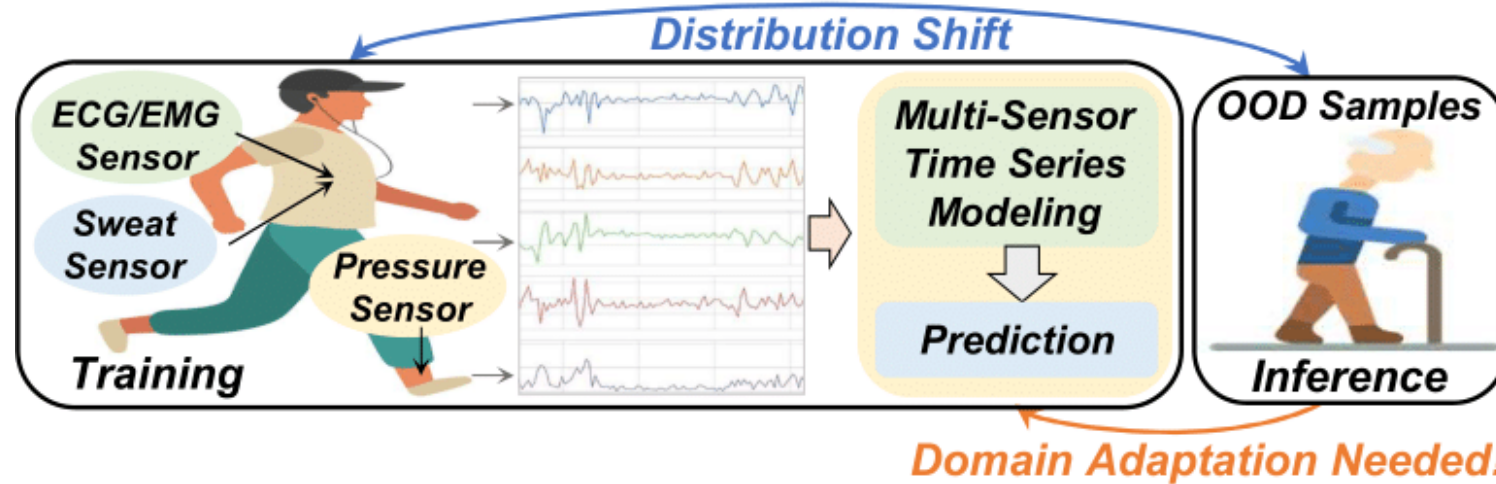 Distribution Shift
ECG/EMG
Sensor
Sweat
Sensor
Pressure
Sensor
Training
Multi-Sensor
Time Series
Modeling
Prediction
OOD Samples
Inference
Domain Adaptation Needed.